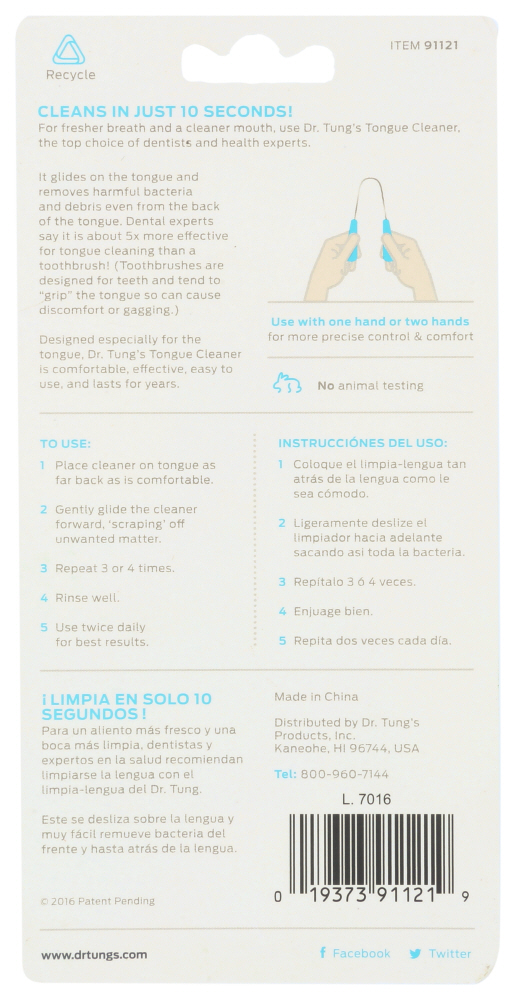 Recycle
ITEM 91121
CLEANS IN JUST 10 SECONDS!
For fresher breath and a cleaner mouth, use Dr. Tung's Tongue Cleaner,
the top choice of dentists and health experts.
It glides on the tongue and
removes harmful bacteria
and debris even from the back
of the tongue. Dental experts
say it is about 5x more effective
for tongue cleaning than a
toothbrush! (Toothbrushes are
designed for teeth and tend to
"grip" the tongue so can cause
discomfort or gagging.)
Designed especially for the
tongue, Dr. Tung's Tongue Cleaner
is comfortable, effective, easy to
use, and lasts for years.
Use with one hand or two hands
for more precise control & comfort
No animal testing
TO USE:
1 Place cleaner on tongue as
far back as is comfortable.
2 Gently glide the cleaner
forward, 'scraping' off
unwanted matter.
3 Repeat 3 or 4 times.
4 Rinse well.
5 Use twice daily
for best results.
INSTRUCCIÓNES DEL USO:
1 Coloque el limpia-lengua tan
atrás de la lengua como le
sea cómodo.
2 Ligeramente deslize el
limpiador hacia adelante
sacando asi toda la bacteria.
3 Repítalo 3 ó 4 veces.
4 Enjuage bien.
5 Repita dos veces cada día.
¡LIMPIA EN SOLO 10
SEGUNDOS!
Para un aliento más fresco y una
boca más limpia, dentistas y
expertos en la salud recomiendan
limpiarse la lengua con el
limpia-lengua del Dr. Tung.
Este se desliza sobre la lengua y
muy fácil remueve bacteria del
frente y hasta atrás de la lengua.
© 2016 Patent Pending
Made in China
Distributed by Dr. Tung's
Products, Inc.
Kaneohe, HI 96744, USA
Tel: 800-960-7144
L. 7016
0 19373 91121 9
www.drtungs.com
Facebook
Twitter